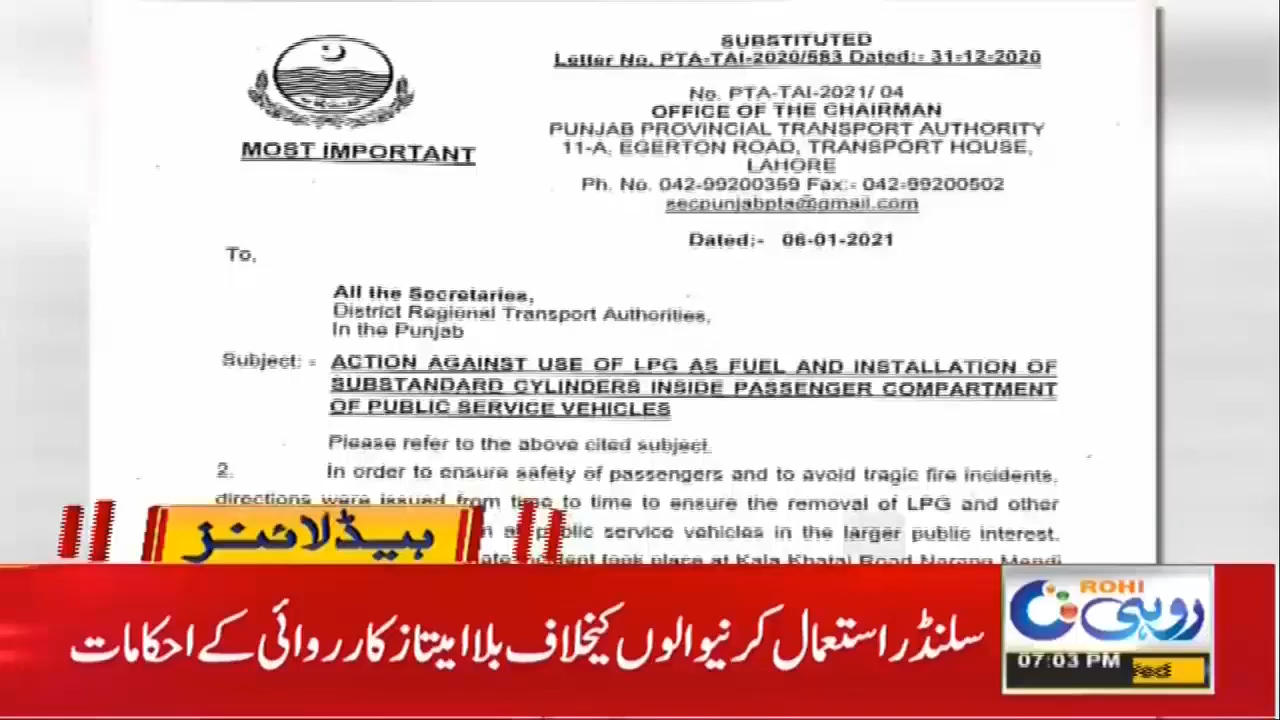 SUBSTITUTED
Letter No. PTA-TAI-2020/583 Dated:- 31-12-2020
No. PTA-TAI-2021/ 04
OFFICE OF THE CHAIRMAN
PUNJAB PROVINCIAL TRANSPORT AUTHORITY
11-A, EGERTON ROAD, TRANSPORT HOUSE,
LAHORE
Ph. No. 042-99200359 Fax:- 042-99200502
secpunjabpta@gmail.com
MOST IMPORTANT
Dated:- 06-01-2021
To,
All the Secretaries,
District Regional Transport Authorities,
In the Punjab
Subject: - ACTION AGAINST USE OF LPG AS FUEL AND INSTALLATION OF
SUBSTANDARD CYLINDERS INSIDE PASSENGER COMPARTMENT
OF PUBLIC SERVICE VEHICLES
Please refer to the above cited subject.
2. In order to ensure safety of passengers and to avoid tragic fire incidents,
directions were issued from time to time to ensure the removal of LPG and other
service vehicles in the larger public interest.
took place at Kala Khatai Road Narang Mandi
ہیڈلائنز
سلنڈر استعمال کرنیوالوں کیخلاف بلا امیتاز کارروائی کے احکامات
ROHI
روہی
07:03 PM